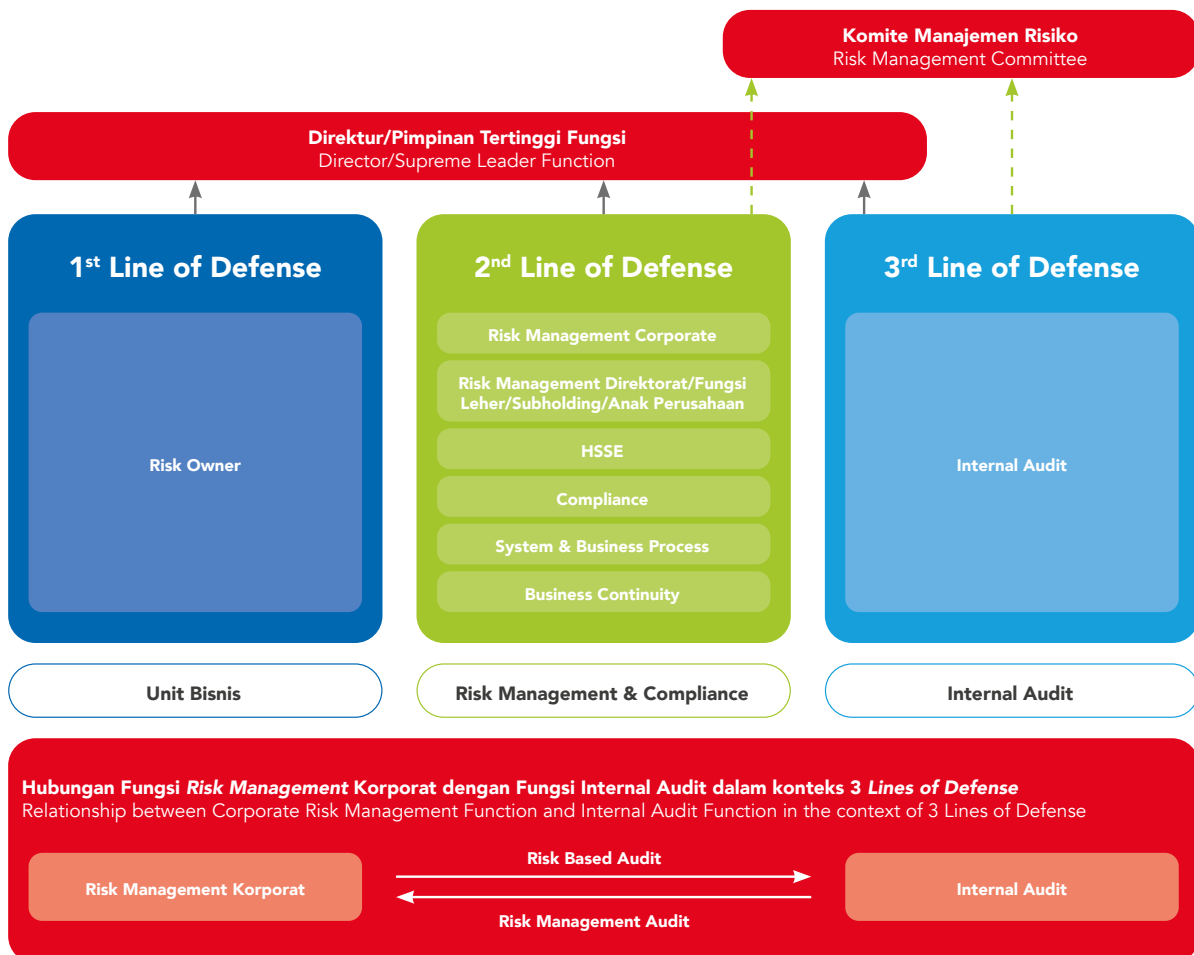 Komite Manajemen Risiko
Risk Management Committee
Direktur/Pimpinan Tertinggi Fungsi
Director/Supreme Leader Function
1st Line of Defense
Risk Owner
Unit Bisnis
2nd Line of Defense
Risk Management Corporate
Risk Management Direktorat/Fungsi
Leher/Subholding/Anak Perusahaan
HSSE
Compliance
System & Business Process
Business Continuity
Risk Management & Compliance
3rd Line of Defense
Internal Audit
Internal Audit
Hubungan Fungsi Risk Management Korporat dengan Fungsi Internal Audit dalam konteks 3 Lines of Defense
Relationship between Corporate Risk Management Function and Internal Audit Function in the context of 3 Lines of Defense
Risk Management Korporat
Risk Based Audit
Risk Management Audit
Internal Audit